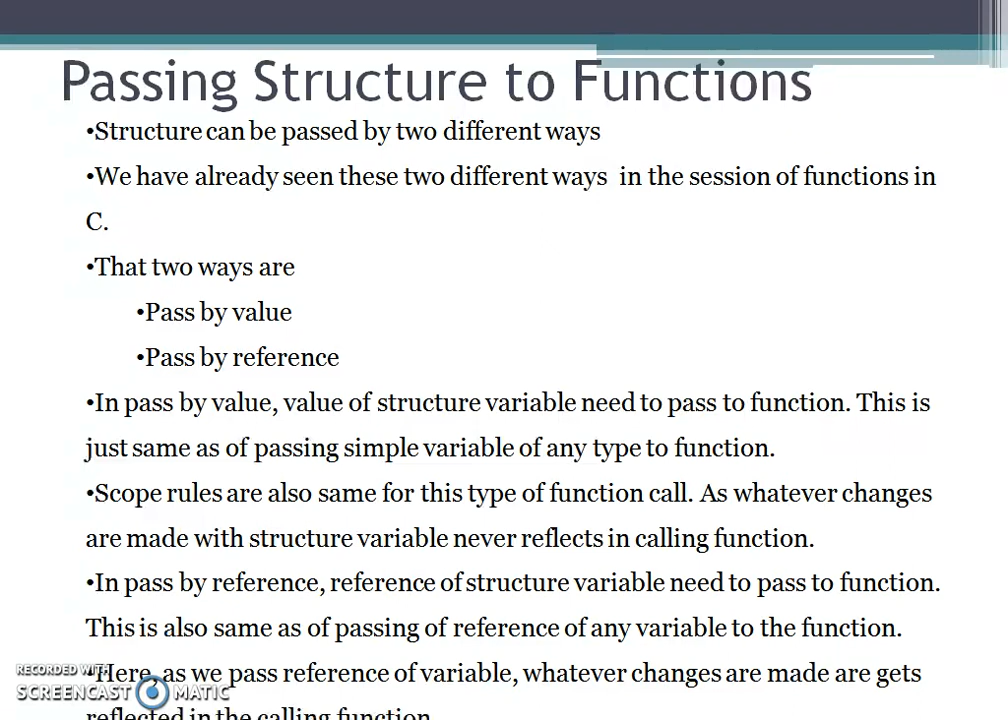 Passing Structure to Functions
•Structure can be passed by two different ways
•We have already seen these two different ways in the session of functions in
C.
•That two ways are
•Pass by value
•Pass by reference
•In pass by value, value of structure variable need to pass to function. This is
just same as of passing simple variable of any type to function.
•Scope rules are also same for this type of function call. As whatever changes
are made with structure variable never reflects in calling function.
•In pass by reference, reference of structure variable need to pass to function.
This is also same as of passing of reference of any variable to the function.
•Here, as we pass reference of variable, whatever changes are made are gets
reflected in the calling function.
RECORDED WITH
SCREENCAST MATIC